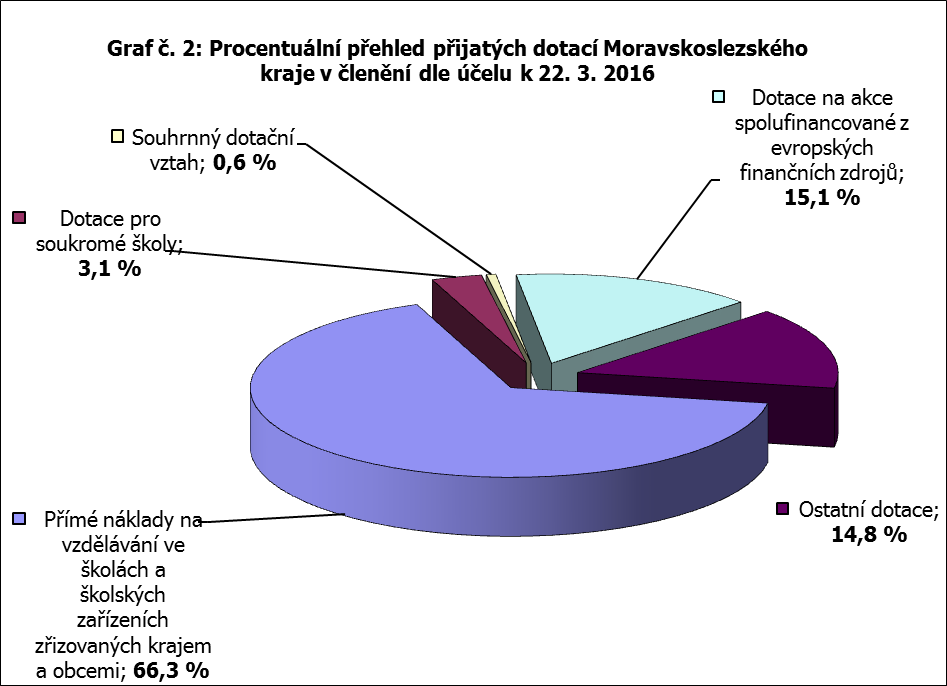 Graf č. 2: Procentuální přehled přijatých dotací Moravskoslezského
kraje v členění dle účelu k 22. 3. 2016
Dotace na akce
spolufinancované z
evropských
finančních zdrojů;
15,1 %
Souhrnný dotační
vztah; 0,6 %
Dotace pro
soukromé školy;
3,1 %
Ostatní dotace;
14,8 %
Přímé náklady na
vzdělávání ve
školách a
školských
zařízeních
zřizovaných krajem
a obcemi; 66,3 %